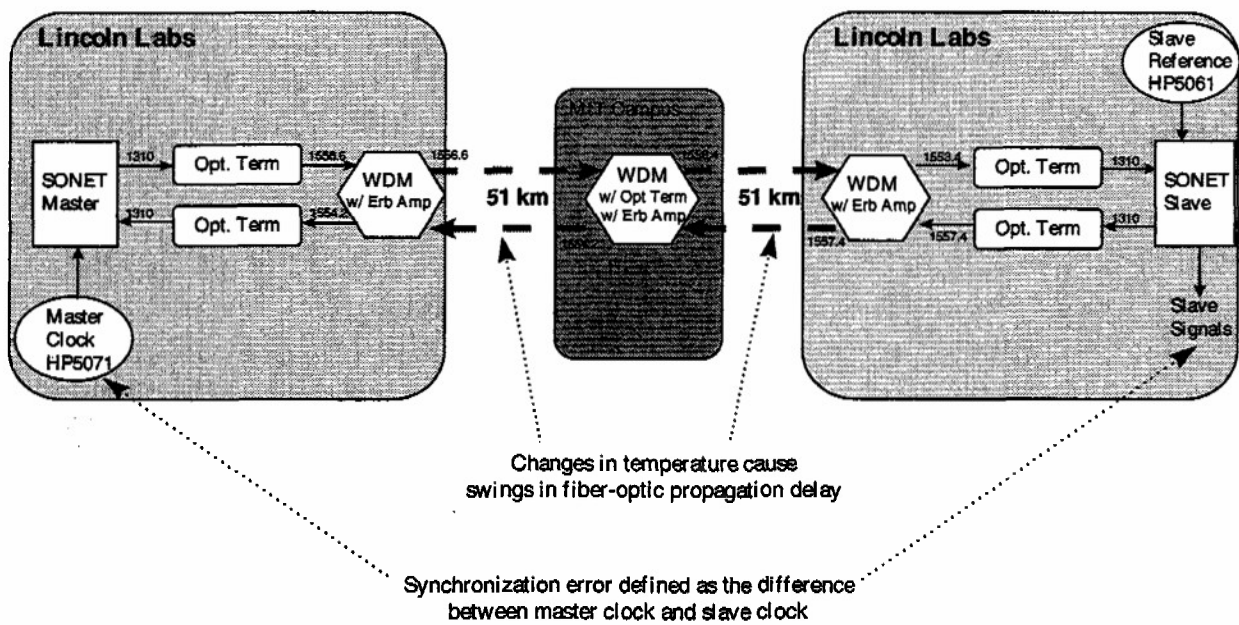 Lincoln Labs
SONET
Master
1310
Opt. Term
1556.6
1310
Opt. Term
1554.2
WDM
w/ Erb Amp
Master
Clock
HP5071
1556.6
51 km
Campus
WDM
w/ Opt Term
w/ Erb Amp
51 km
1557.4
Lincoln Labs
Slave
Reference
HP5061
WDM
w/ Erb Amp
1553.4
Opt. Term
1310
1557.4
Opt. Term
1310
SONET
Slave
Slave
Signals
Changes in temperature cause
swings in fiber-optic propagation delay
Synchronization error defined as the difference
between master clock and slave clock